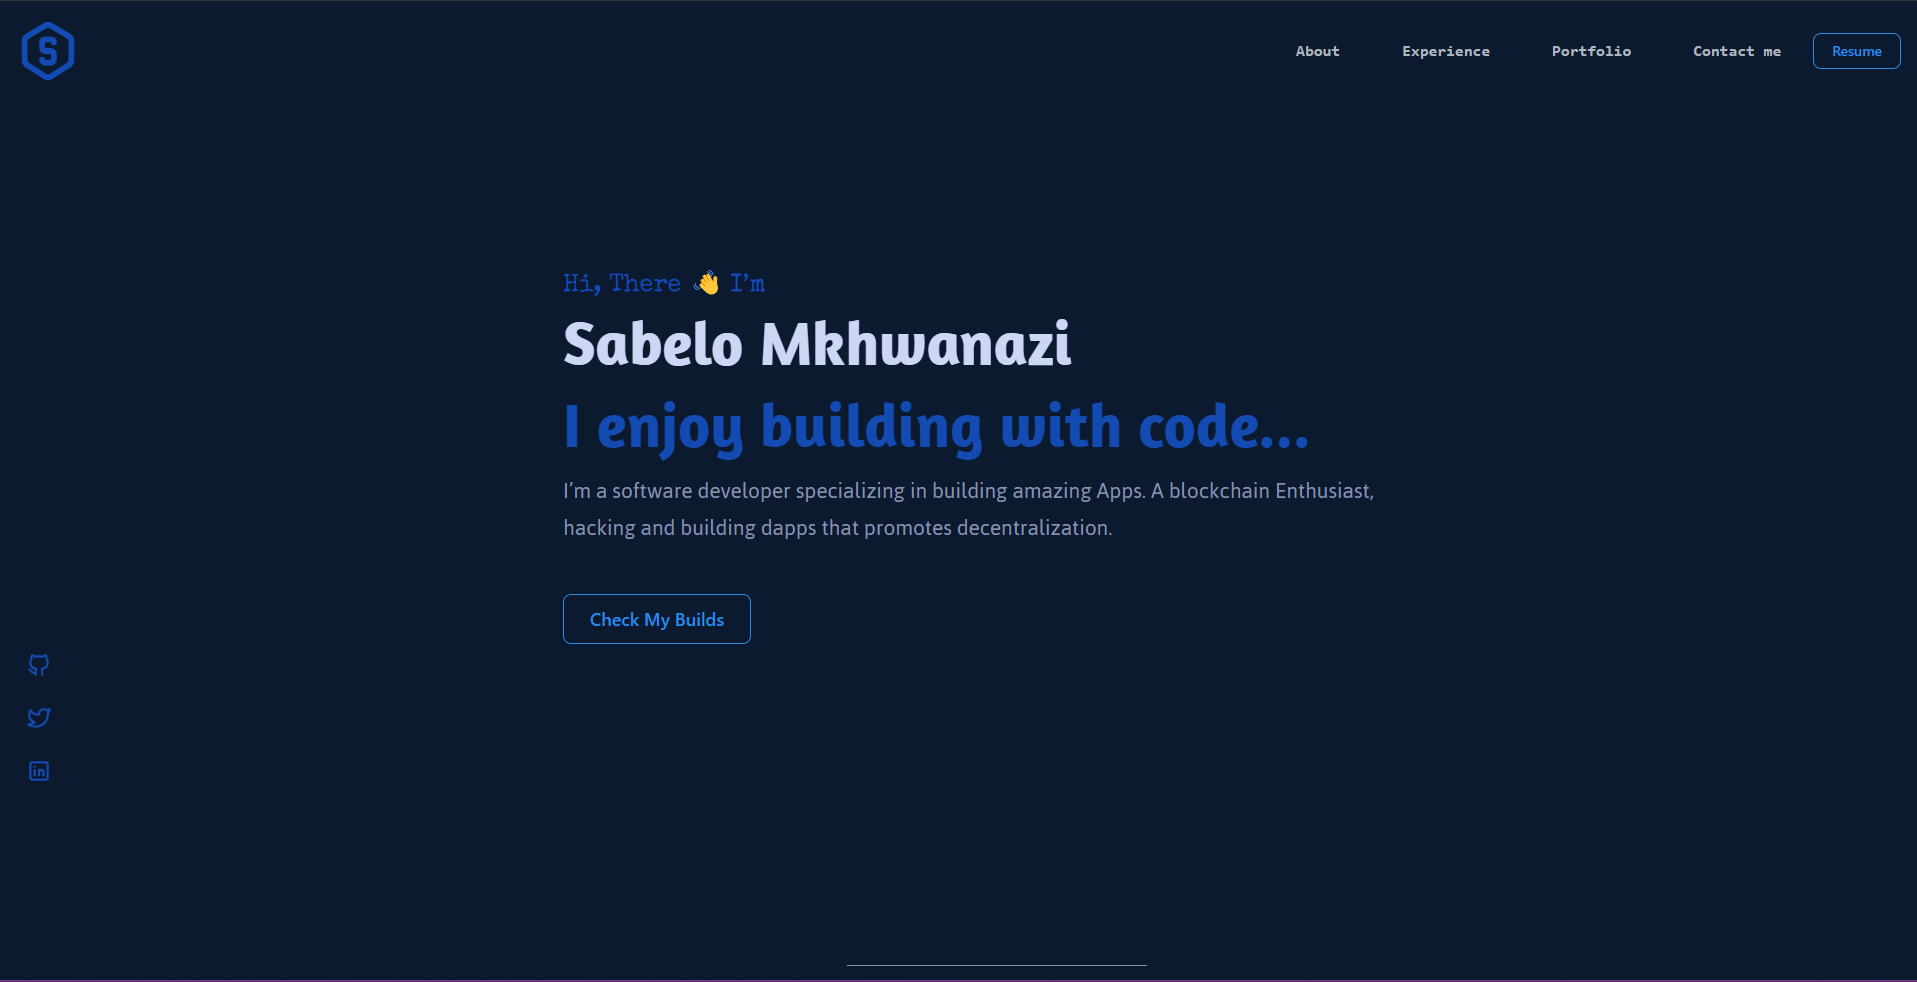 S
About Experience Portfolio Contact me Resume
Hi, There 👋 I'm
Sabelo Mkhwanazi
I enjoy building with code...
I'm a software developer specializing in building amazing Apps. A blockchain Enthusiast,
hacking and building dapps that promotes decentralization.
Check My Builds
in